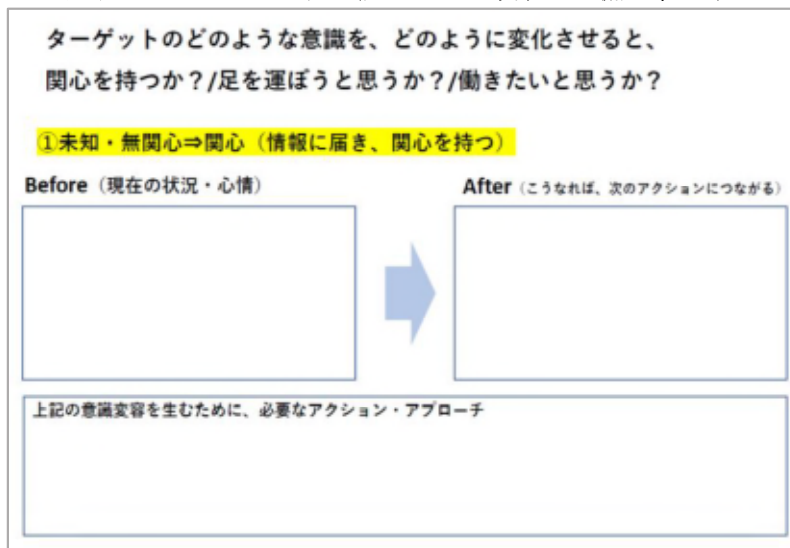 ターゲットのどのような意識を、どのように変化させると、
関心を持つか？/足を運ぼうと思うか？/働きたいと思うか？
①未知・無関心⇒関心（情報に届き、関心を持つ）
Before（現在の状況・心情）
After（こうなれば、次のアクションにつながる）
上記の意識変容を生むために、必要なアクション・アプローチ